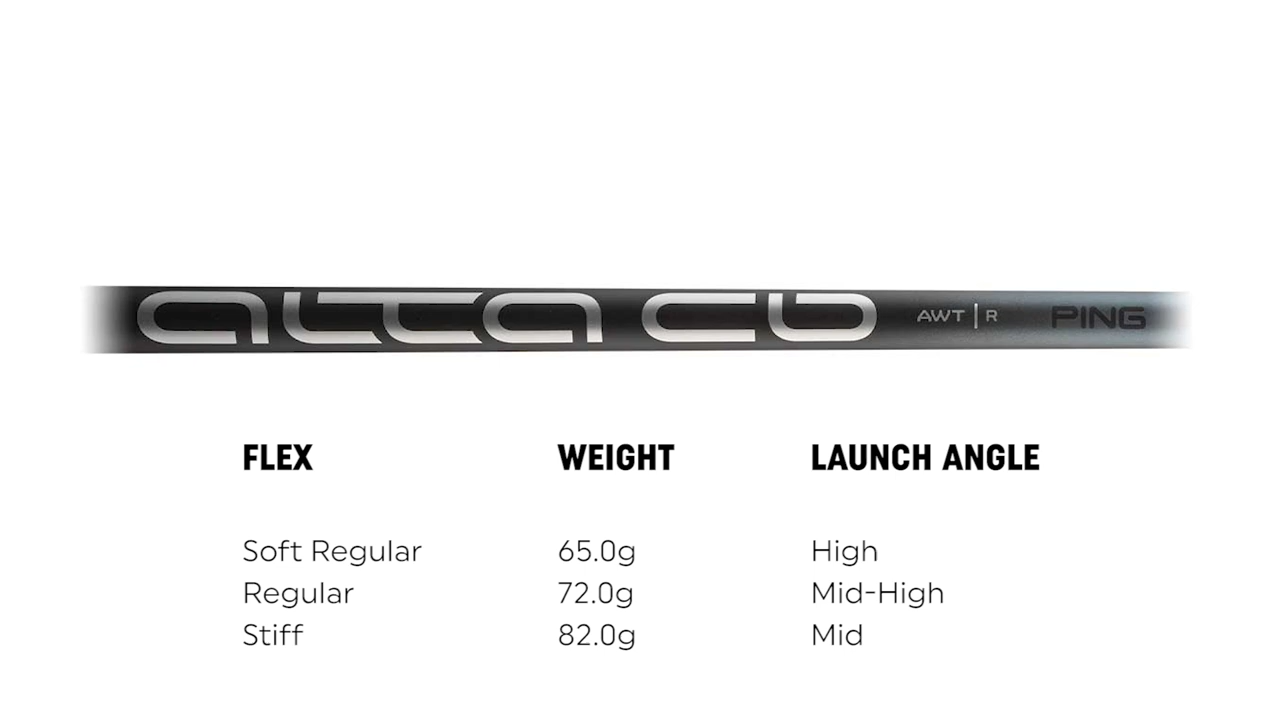 alta cb AWT | R PING
FLEX WEIGHT LAUNCH ANGLE
Soft Regular 65.0g High
Regular 72.0g Mid-High
Stiff 82.0g Mid